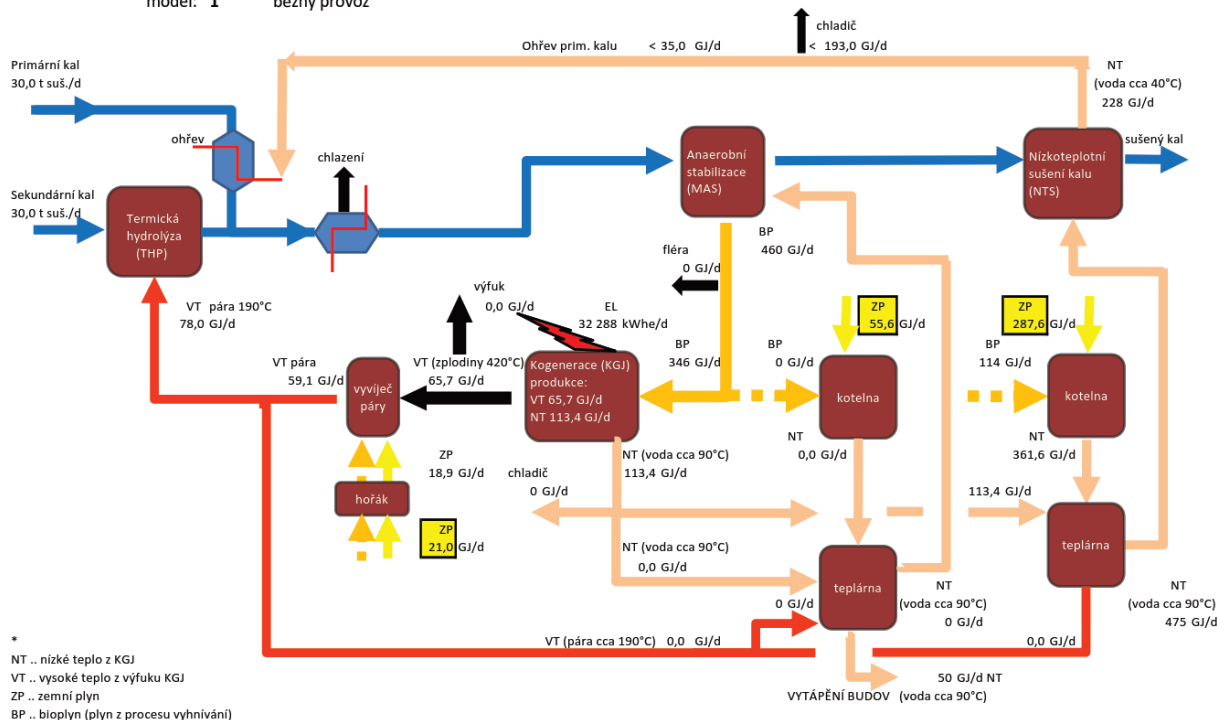 model: 1 běžný provoz
chladič
< 193,0 GJ/d
Ohřev prim. kalu < 35,0 GJ/d
Primární kal
30,0 t suš./d
NT
(voda cca 40°C)
228 GJ/d
ohřev
chlazení
Anaerobní
stabilizace
(MAS)
Nízkoteplotní
sušení kalu
(NTS)
sušený kal
Sekundární kal
30,0 t suš./d
Termická
hydrolýza
(THP)
BP
460 GJ/d
fléra
0 GJ/d
VT pára 190°C
78,0 GJ/d
výfuk
0,0 GJ/d
EL
32 288 kWhe/d
ZP
55,6 GJ/d
ZP
287,6 GJ/d
VT pára
59,1 GJ/d
vyvíječ
páry
VT (zplodiny 420°C)
65,7 GJ/d
Kogenerace (KGJ)
produkce:
VT 65,7 GJ/d
NT 113,4 GJ/d
BP
346 GJ/d
BP
0 GJ/d
kotelna
BP
114 GJ/d
kotelna
ZP
18,9 GJ/d
NT (voda cca 90°C)
113,4 GJ/d
NT
0,0 GJ/d
NT
361,6 GJ/d
hořák
chladič
0 GJ/d
113,4 GJ/d
ZP
21,0 GJ/d
NT (voda cca 90°C)
0,0 GJ/d
teplárna
teplárna
0 GJ/d
NT
(voda cca 90°C)
0 GJ/d
NT
(voda cca 90°C)
475 GJ/d
VT (pára cca 190°C) 0,0 GJ/d
0,0 GJ/d
50 GJ/d NT
VYTÁPĚNÍ BUDOV (voda cca 90°C)
*
NT .. nízké teplo z KGJ
VT .. vysoké teplo z výfuku KGJ
ZP .. zemní plyn
BP .. bioplyn (plyn z procesu vyhnívání)